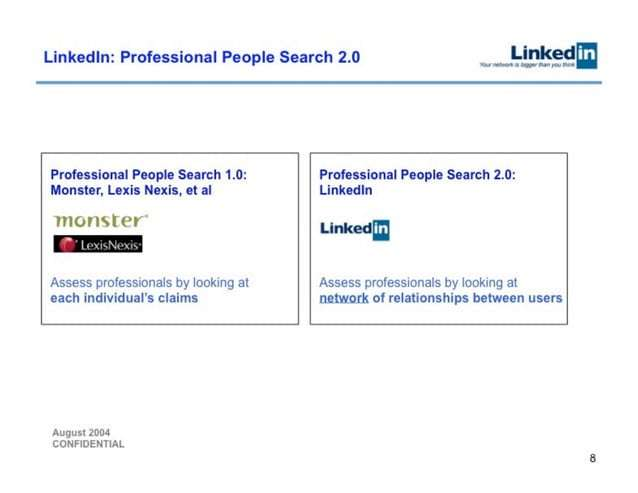 LinkedIn: Professional People Search 2.0
Linkedin
Your network is bigger than you think
Professional People Search 1.0:
Monster, Lexis Nexis, et al
monster
LexisNexis
Assess professionals by looking at
each individual's claims
Professional People Search 2.0:
LinkedIn
Linkedin
Assess professionals by looking at
network of relationships between users
August 2004
CONFIDENTIAL
8